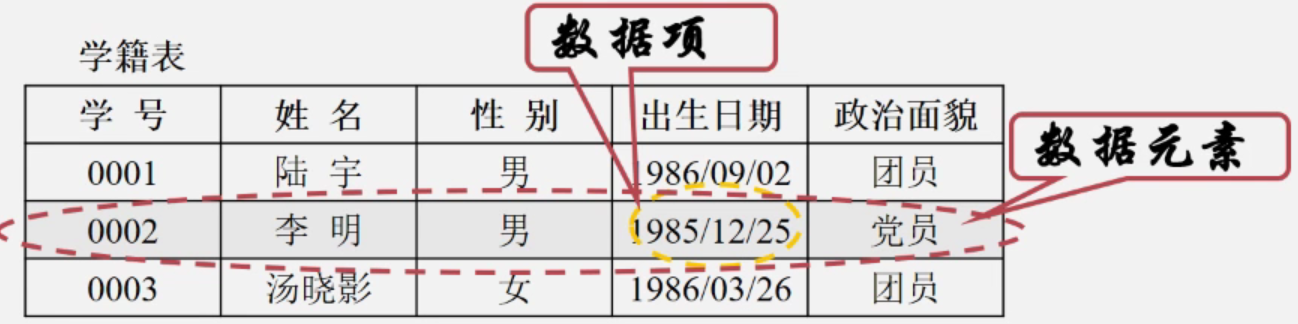 数据项
学籍表
学 号 姓 名 性 别 出生日期 政治面貌
数据元素
0001 陆 宇 男 1986/09/02 团员
0002 李 明 男 1985/12/25 党员
0003 汤晓影 女 1986/03/26 团员